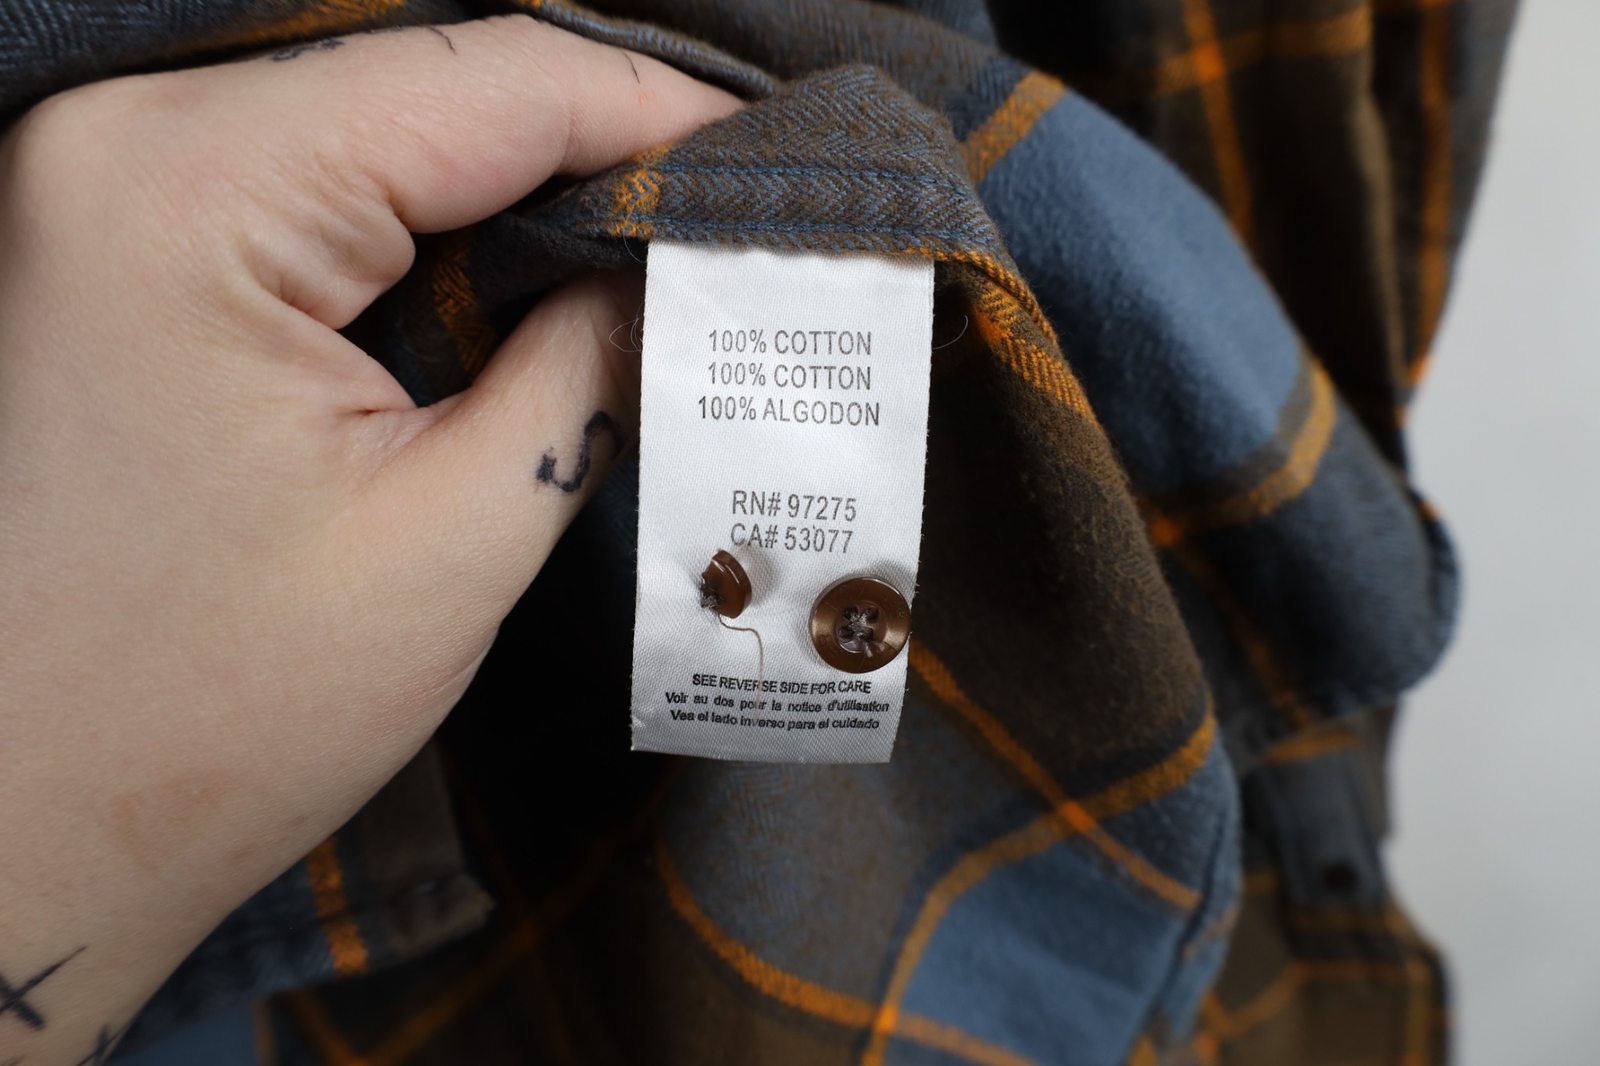 100% COTTON
100% COTTON
100% ALGODON
RN# 97275
CA# 53077
SEE REVERSE SIDE FOR CARE
Voir au dos pour la notice d'utilisation
Vea el lado inverso para el cuidado